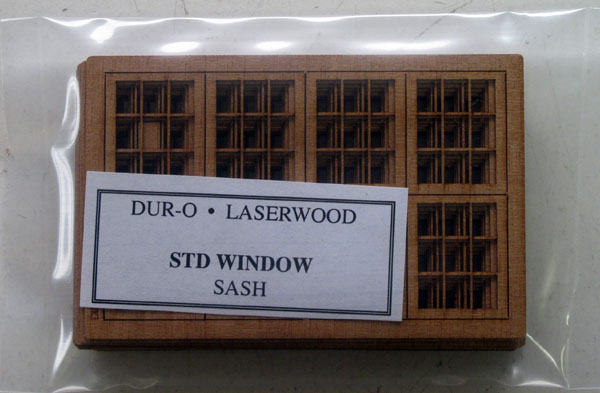 DUR-O • LASERWOOD
STD WINDOW
SASH